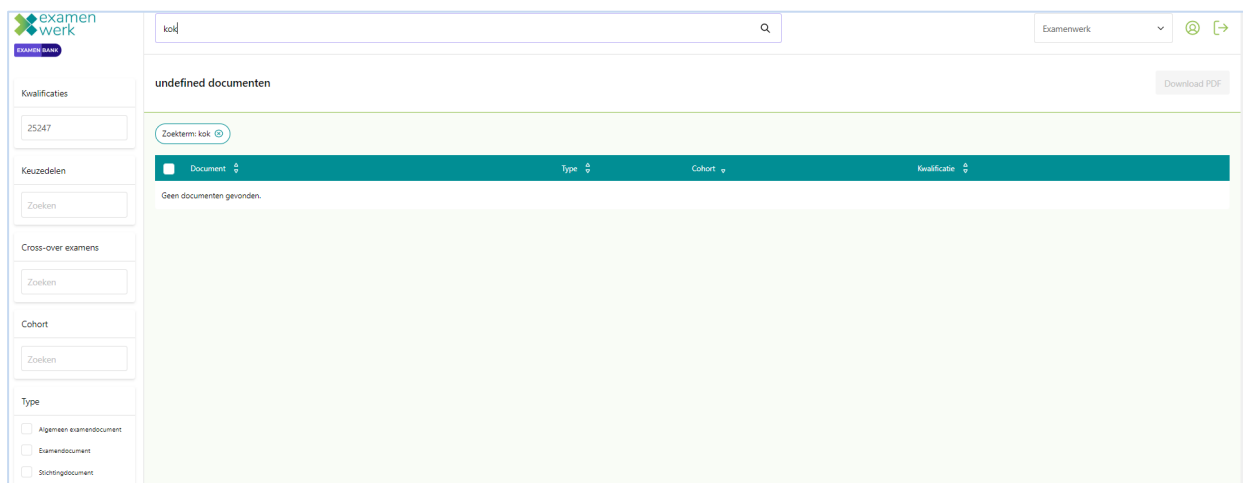 examen
werk
EXAMEN BANK
kok
Examenwerk
undefined documenten
Download PDF
Kwalificaties
25247
Keuzedelen
Zoeken
Cross-over examens
Zoeken
Cohort
Zoeken
Type
Algemeen examendocument
Examendocument
Stichtingdocument
Zoekterm: kok
Document Type Cohort Kwalificatie
Geen documenten gevonden.